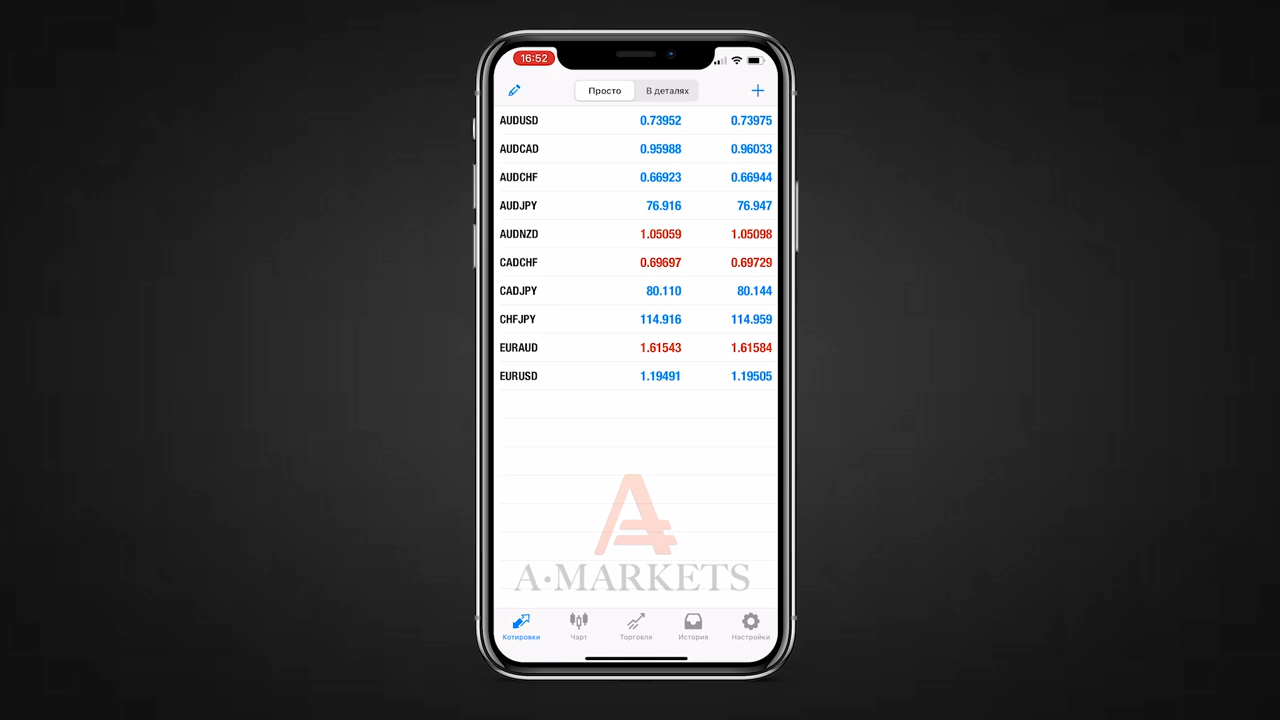 16:52
Просто В деталях
AUDUSD 0.73952 0.73975
AUDCAD 0.95988 0.96033
AUDCHF 0.66923 0.66944
AUDJPY 76.916 76.947
AUDNZD 1.05059 1.05098
CADCHF 0.69697 0.69729
CADJPY 80.110 80.144
CHFJPY 114.916 114.959
EURAUD 1.61543 1.61584
EURUSD 1.19491 1.19505
A·MARKETS
Котировки Чарт Торговля История Настройки